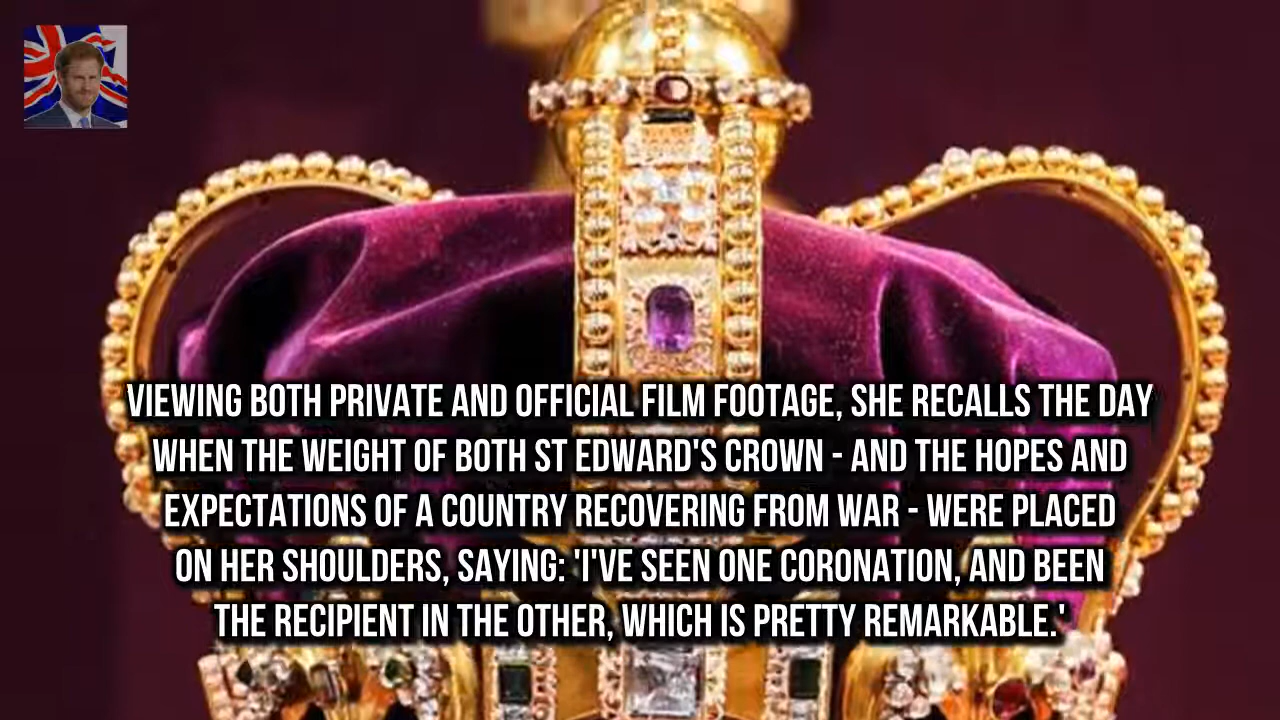 VIEWING BOTH PRIVATE AND OFFICIAL FILM FOOTAGE, SHE RECALLS THE DAY
WHEN THE WEIGHT OF BOTH ST EDWARD'S CROWN - AND THE HOPES AND
EXPECTATIONS OF A COUNTRY RECOVERING FROM WAR - WERE PLACED
ON HER SHOULDERS, SAYING: 'I'VE SEEN ONE CORONATION, AND BEEN
THE RECIPIENT IN THE OTHER, WHICH IS PRETTY REMARKABLE.'